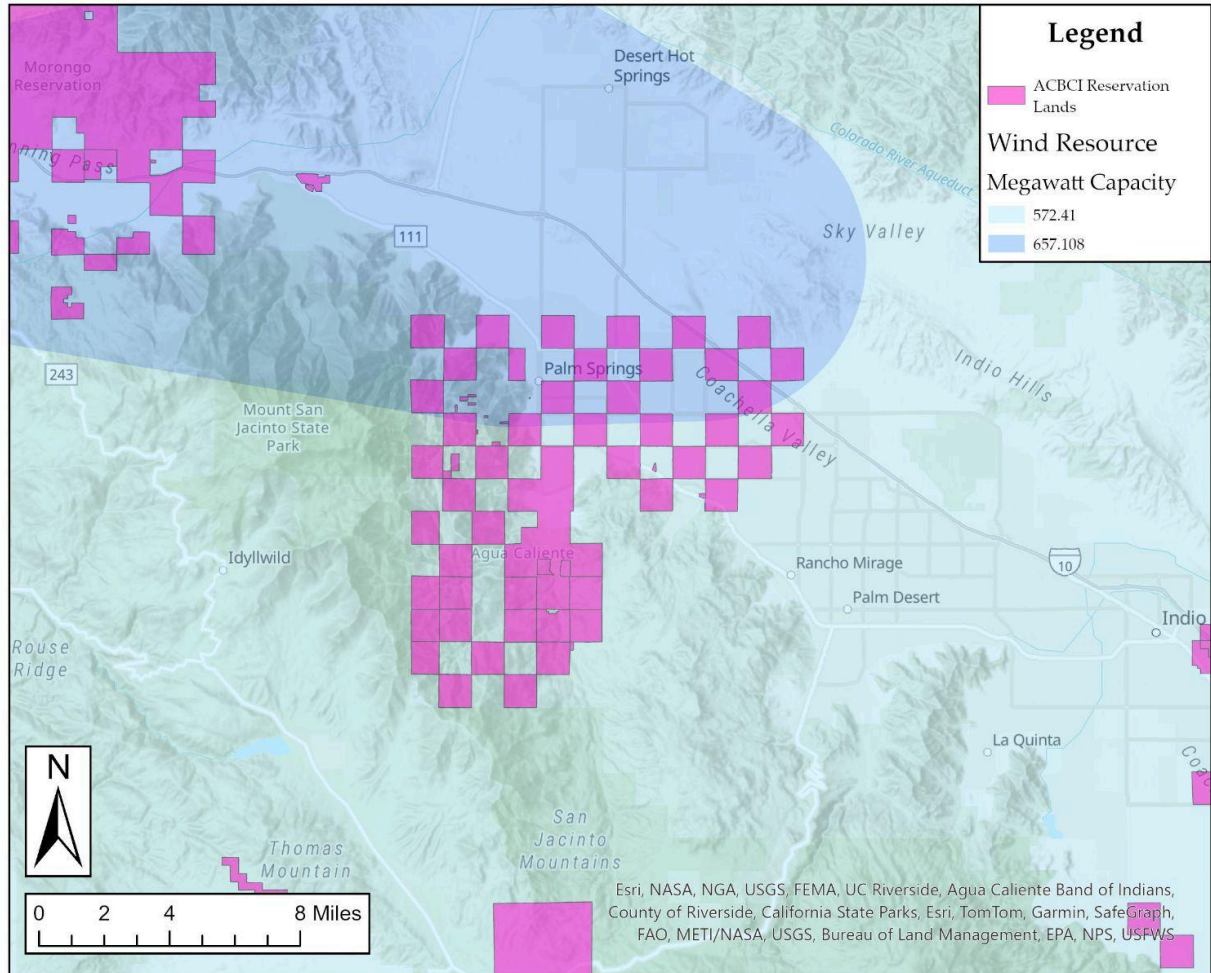 Legend
ACBCI Reservation
Lands
Wind Resource
Megawatt Capacity
572.41
657.108
Morongo
Reservation
nning Pass
Desert Hot
Springs
Colorado River Aqueduct
111
Sky Valley
243
Palm Springs
Indio Hills
Coachella Valley
Mount San
Jacinto State
Park
Idyllwild
Agua Caliente
Rancho Mirage
10
Palm Desert
Indio
Rouse
Ridge
La Quinta
Coac
N
San
Jacinto
Mountains
Thomas
Mountain
0 2 4 8 Miles
Esri, NASA, NGA, USGS, FEMA, UC Riverside, Agua Caliente Band of Indians,
County of Riverside, California State Parks, Esri, TomTom, Garmin, SafeGraph,
FAO, METI/NASA, USGS, Bureau of Land Management, EPA, NPS, USFWS